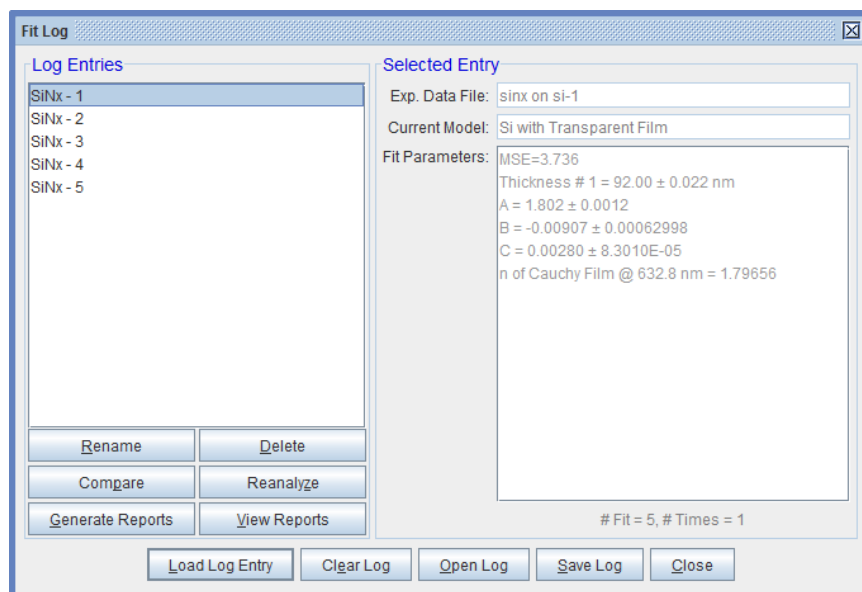 Fit Log
Log Entries
SiNx - 1
SiNx - 2
SiNx - 3
SiNx - 4
SiNx - 5
Rename
Delete
Compare
Reanalyze
Generate Reports
View Reports
Selected Entry
Exp. Data File: sinx on si-1
Current Model: Si with Transparent Film
Fit Parameters: MSE=3.736
Thickness # 1 = 92.00 ± 0.022 nm
A = 1.802 ± 0.0012
B = -0.00907 ± 0.00062998
C = 0.00280 ± 8.3010E-05
n of Cauchy Film @ 632.8 nm = 1.79656
# Fit = 5, # Times = 1
Load Log Entry
Clear Log
Open Log
Save Log
Close